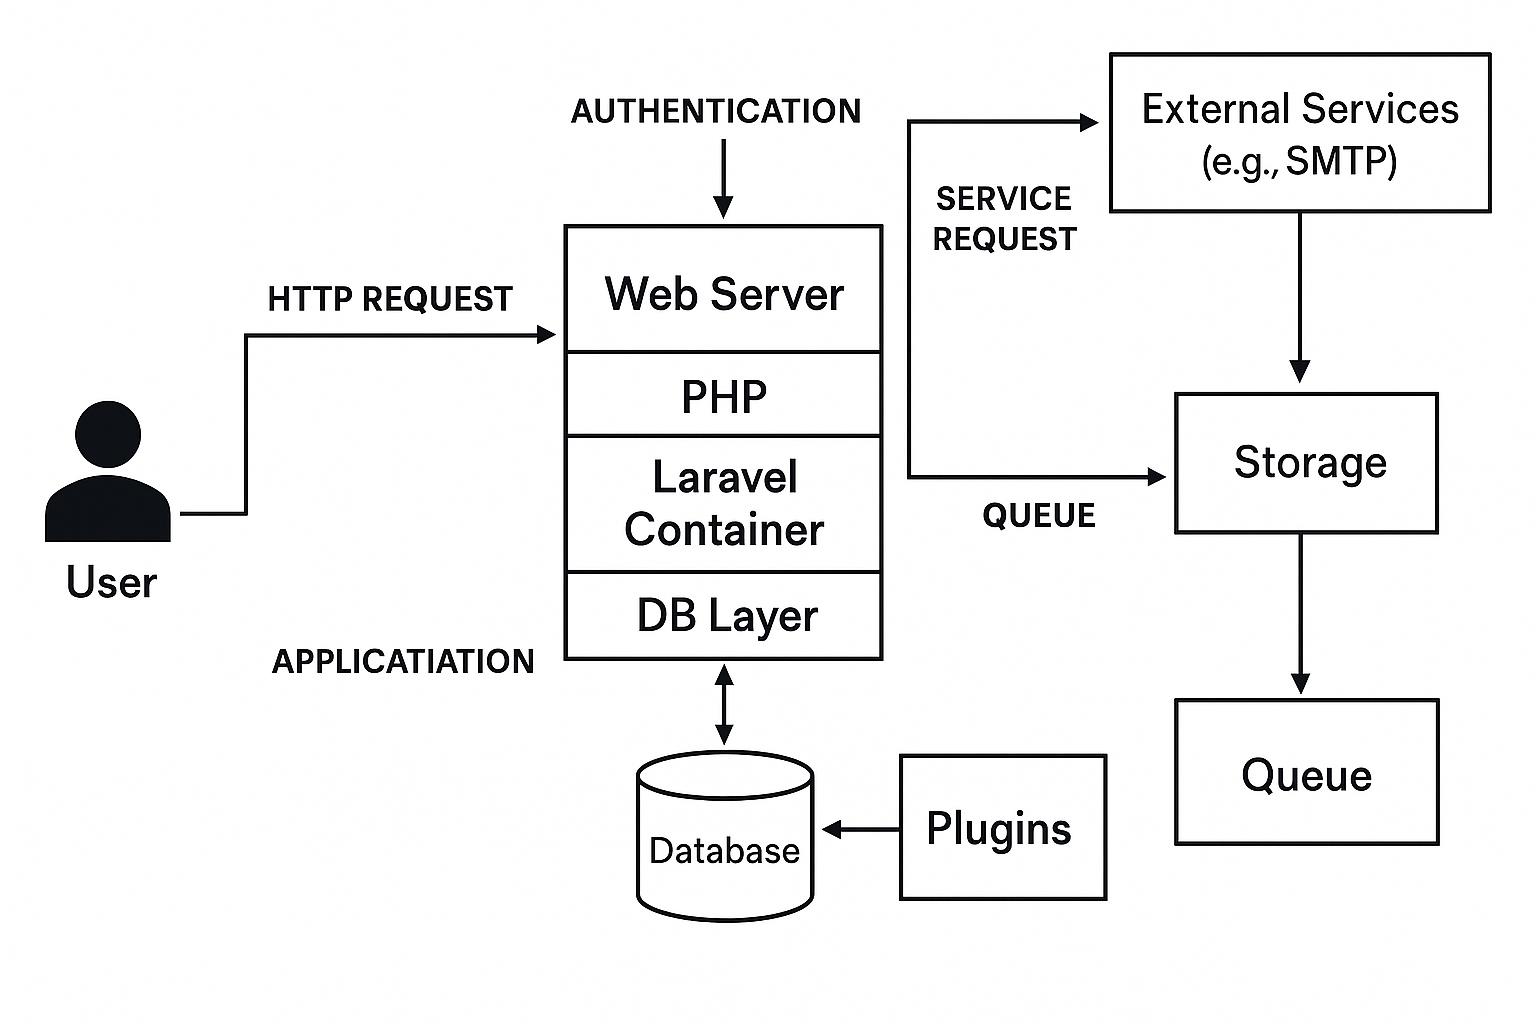 AUTHENTICATION
External Services
(e.g., SMTP)
SERVICE
REQUEST
HTTP REQUEST
Web Server
PHP
Laravel
Container
DB Layer
Storage
QUEUE
User
APPLICATIATION
Database
Plugins
Queue